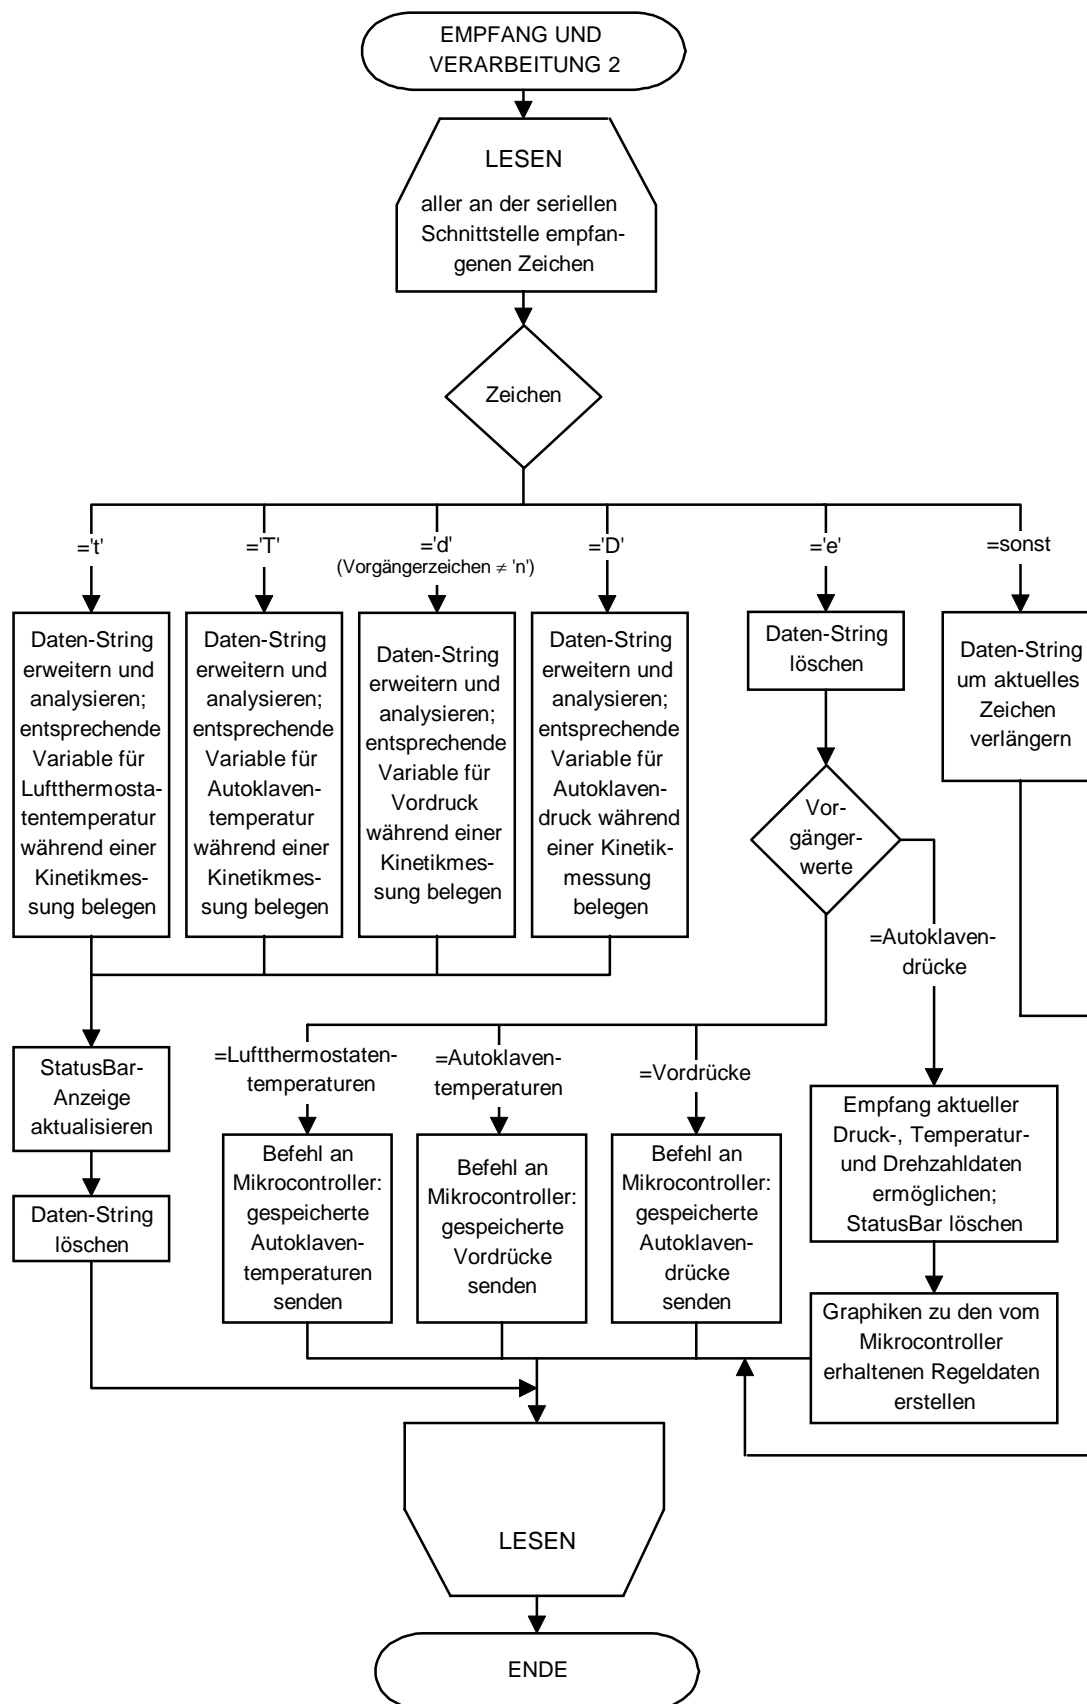 EMPFANG UND
VERARBEITUNG 2
LESEN
aller an der seriellen
Schnittstelle empfan-
genen Zeichen
Zeichen
='t'
='T'
='d'
(Vorgängerzeichen ≠ 'n')
='D'
='e'
=sonst
Daten-String
erweitern und
analysieren;
entsprechende
Variable für
Luftthermosta-
tentemperatur
während einer
Kinetikmes-
sung belegen
Daten-String
erweitern und
analysieren;
entsprechende
Variable für
Autoklaven-
temperatur
während einer
Kinetikmes-
sung belegen
Daten-String
erweitern und
analysieren;
entsprechende
Variable für
Vordruck
während einer
Kinetikmes-
sung belegen
Daten-String
erweitern und
analysieren;
entsprechende
Variable für
Autoklaven-
druck während
einer Kinetik-
messung
belegen
Daten-String
löschen
Daten-String
um aktuelles
Zeichen
verlängern
Vor-
gänger-
werte
=Autoklaven-
drücke
StatusBar-
Anzeige
aktualisieren
Daten-String
löschen
=Luftthermostaten-
temperaturen
=Autoklaven-
temperaturen
=Vordrücke
Befehl an
Mikrocontroller:
gespeicherte
Autoklaven-
temperaturen
senden
Befehl an
Mikrocontroller:
gespeicherte
Vordrücke
senden
Befehl an
Mikrocontroller:
gespeicherte
Autoklaven-
drücke
senden
Empfang aktueller
Druck-, Temperatur-
und Drehzahldaten
ermöglichen;
StatusBar löschen
Graphiken zu den vom
Mikrocontroller
erhaltenen Regeldaten
erstellen
LESEN
ENDE